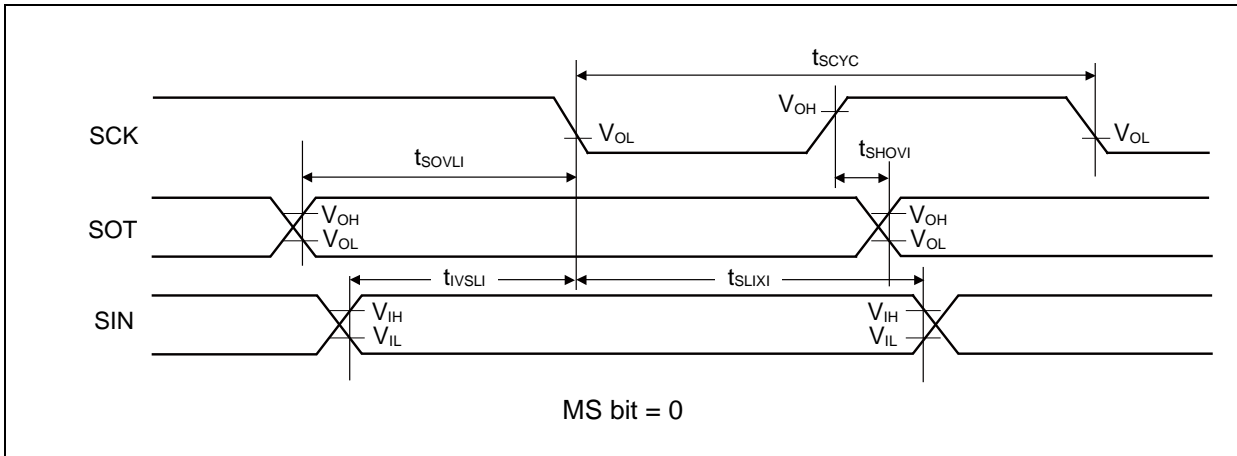 tSCYC
VOH
SCK
VOL
VOL
tSOVLI
tSHOVI
VOH
SOT
VOL
VOH
VOL
tIVSLI
tSLIXI
VIH
SIN
VIL
VIH
VIL
MS bit = 0